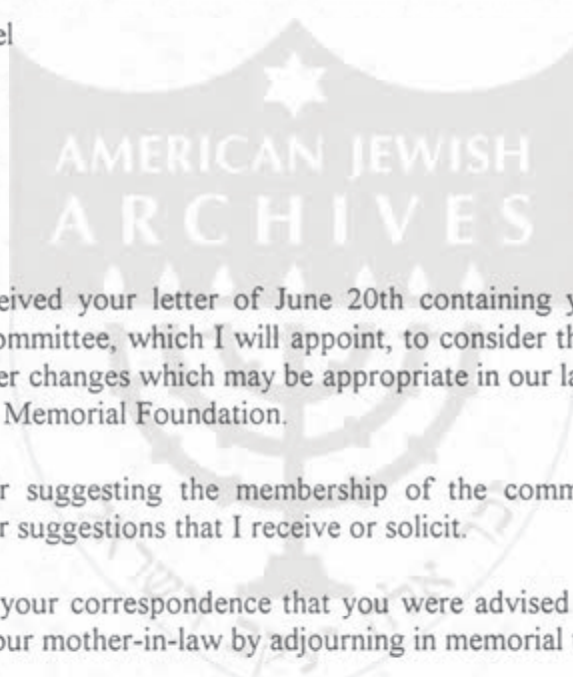 el
AMERICAN JEWISH
ARCHIVES
eived your letter of June 20th containing y
ommittee, which I will appoint, to consider th
er changes which may be appropriate in our la
Memorial Foundation.
r suggesting the membership of the comm
r suggestions that I receive or solicit.
your correspondence that you were advised
our mother-in-law by adjourning in memorial